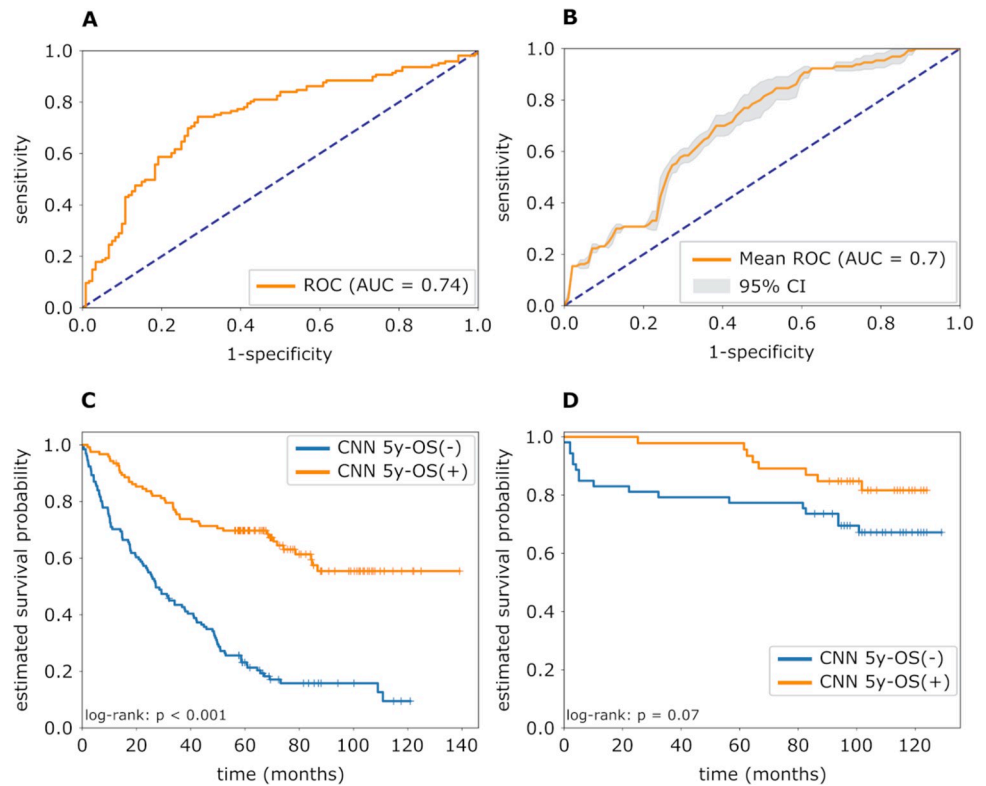 A
1.0
0.8
0.6
0.4
0.2
0.0
sensitivity
ROC (AUC = 0.74)
0.0 0.2 0.4 0.6 0.8 1.0
1-specificity
B
1.0
0.8
0.6
0.4
0.2
0.0
sensitivity
Mean ROC (AUC = 0.7)
95% CI
0.0 0.2 0.4 0.6 0.8 1.0
1-specificity
C
1.0
0.8
0.6
0.4
0.2
0.0
estimated survival probability
CNN 5y-OS(-)
CNN 5y-OS(+)
log-rank: p < 0.001
0 20 40 60 80 100 120 140
time (months)
D
1.0
0.8
0.6
0.4
0.2
0.0
estimated survival probability
CNN 5y-OS(-)
CNN 5y-OS(+)
log-rank: p = 0.07
0 20 40 60 80 100 120
time (months)